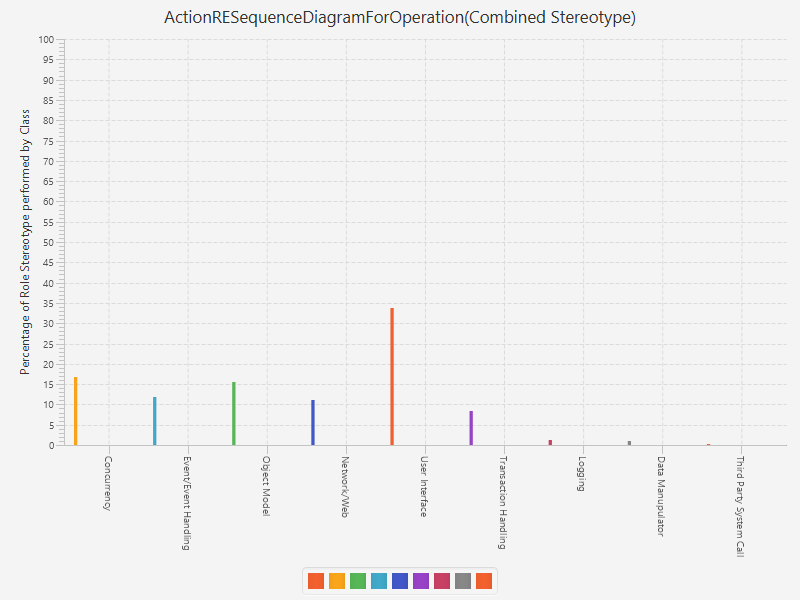 ActionRESequenceDiagramForOperation(Combined Stereotype)
Percentage of Role Stereotype performed by Class
100
95
90
85
80
75
70
65
60
55
50
45
40
35
30
25
20
15
10
5
0
Concurrency
Event/Event Handling
Object Model
Network/Web
User Interface
Transaction Handling
Logging
Data Manupulator
Third Party System Call